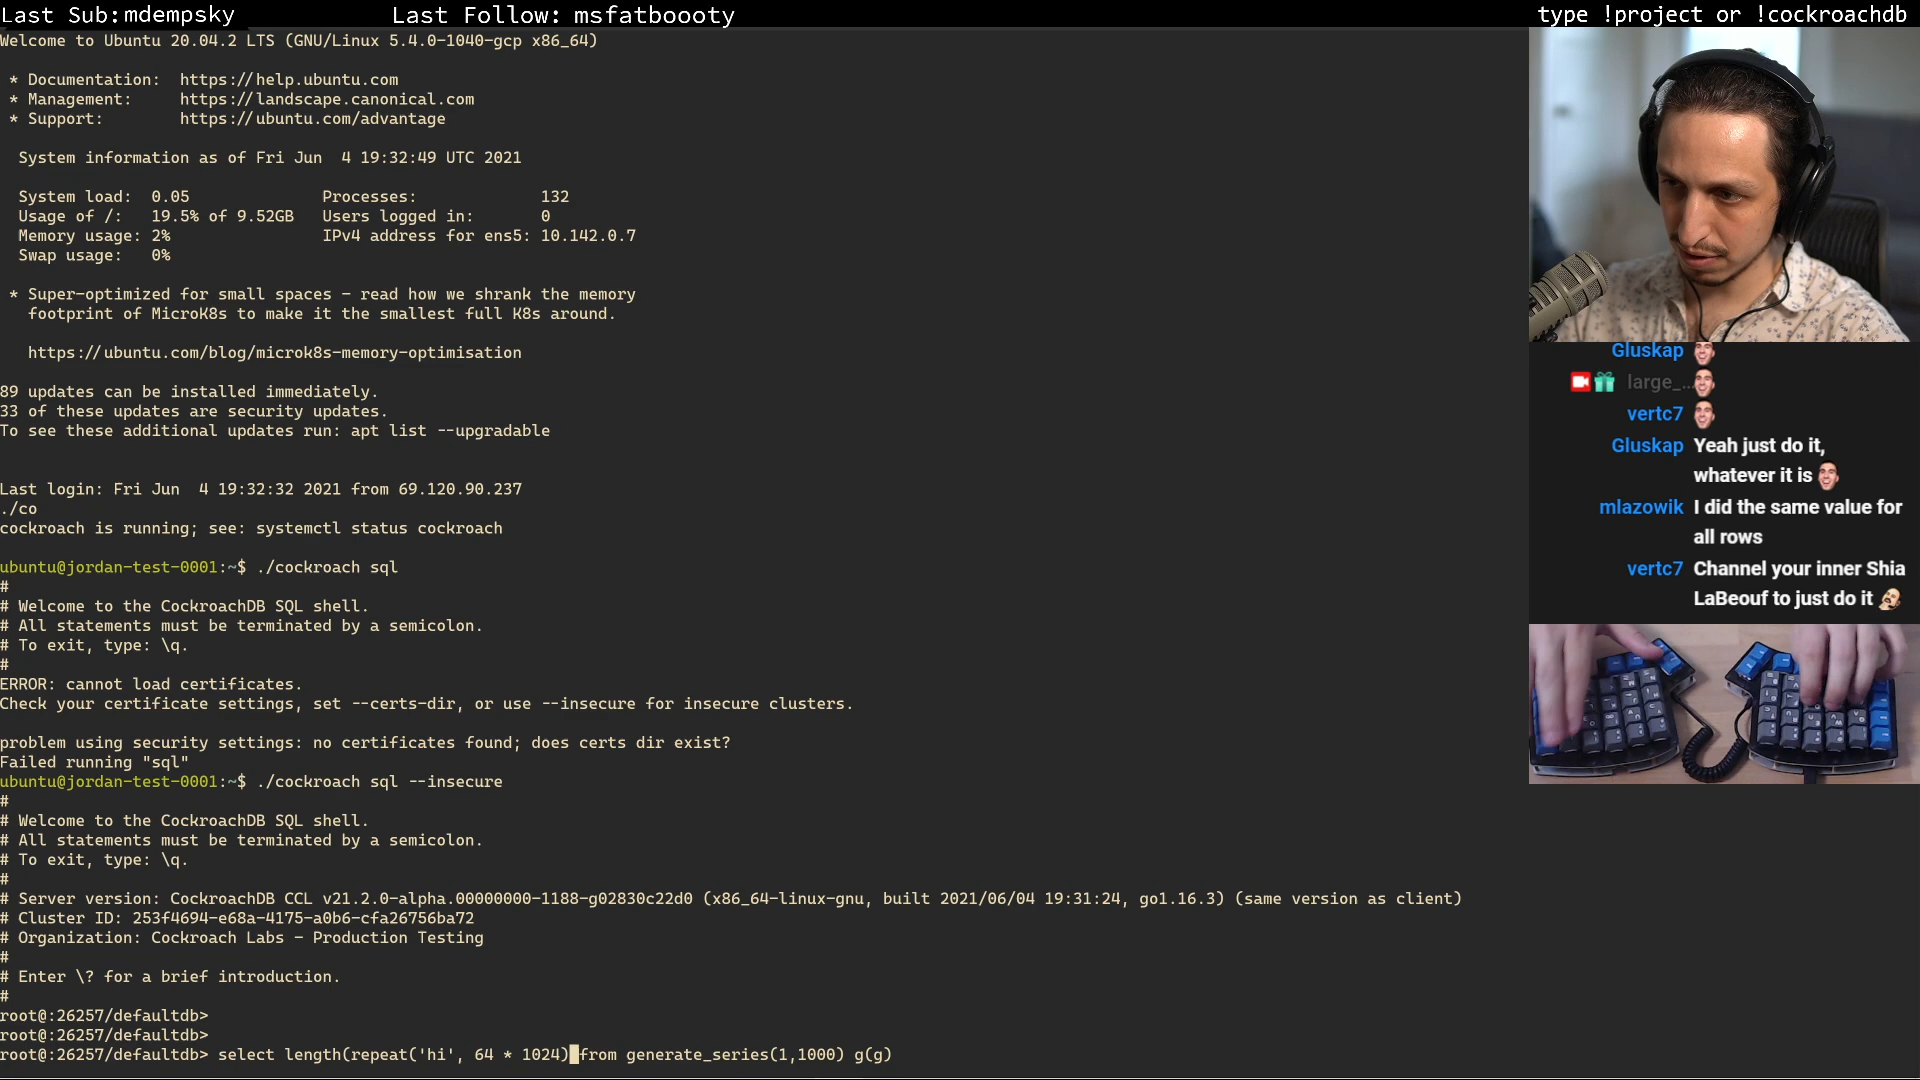 Last Sub: mdempsky Last Follow: msfatboooty type !project or !cockroachdb
Welcome to Ubuntu 20.04.2 LTS (GNU/Linux 5.4.0-1040-gcp x86_64)
* Documentation: https://help.ubuntu.com
* Management: https://landscape.canonical.com
* Support: https://ubuntu.com/advantage
System information as of Fri Jun 4 19:32:49 UTC 2021
System load: 0.05 Processes: 132
Usage of /: 19.5% of 9.52GB Users logged in: 0
Memory usage: 2% IPv4 address for ens5: 10.142.0.7
Swap usage: 0%
* Super-optimized for small spaces - read how we shrank the memory
footprint of MicroK8s to make it the smallest full K8s around.
https://ubuntu.com/blog/microk8s-memory-optimisation
89 updates can be installed immediately.
33 of these updates are security updates.
To see these additional updates run: apt list --upgradable
Last login: Fri Jun 4 19:32:32 2021 from 69.120.90.237
./co
cockroach is running; see: systemctl status cockroach
ubuntu@jordan-test-0001:~$ ./cockroach sql
#
# Welcome to the CockroachDB SQL shell.
# All statements must be terminated by a semicolon.
# To exit, type: \q.
#
ERROR: cannot load certificates.
Check your certificate settings, set --certs-dir, or use --insecure for insecure clusters.
problem using security settings: no certificates found; does certs dir exist?
Failed running "sql"
ubuntu@jordan-test-0001:~$ ./cockroach sql --insecure
#
# Welcome to the CockroachDB SQL shell.
# All statements must be terminated by a semicolon.
# To exit, type: \q.
#
# Server version: CockroachDB CCL v21.2.0-alpha.00000000-1188-g02830c22d0 (x86_64-linux-gnu, built 2021/06/04 19:31:24, go1.16.3) (same version as client)
# Cluster ID: 253f4694-e68a-4175-a0b6-cfa26756ba72
# Organization: Cockroach Labs - Production Testing
#
# Enter \? for a brief introduction.
#
root@:26257/defaultdb>
root@:26257/defaultdb>
root@:26257/defaultdb> select length(repeat('hi', 64 * 1024) from generate_series(1,1000) g(g)
Gluskap
large_...
vertc7
Gluskap Yeah just do it,
whatever it is
mlazowik I did the same value for
all rows
vertc7 Channel your inner Shia
LaBeouf to just do it